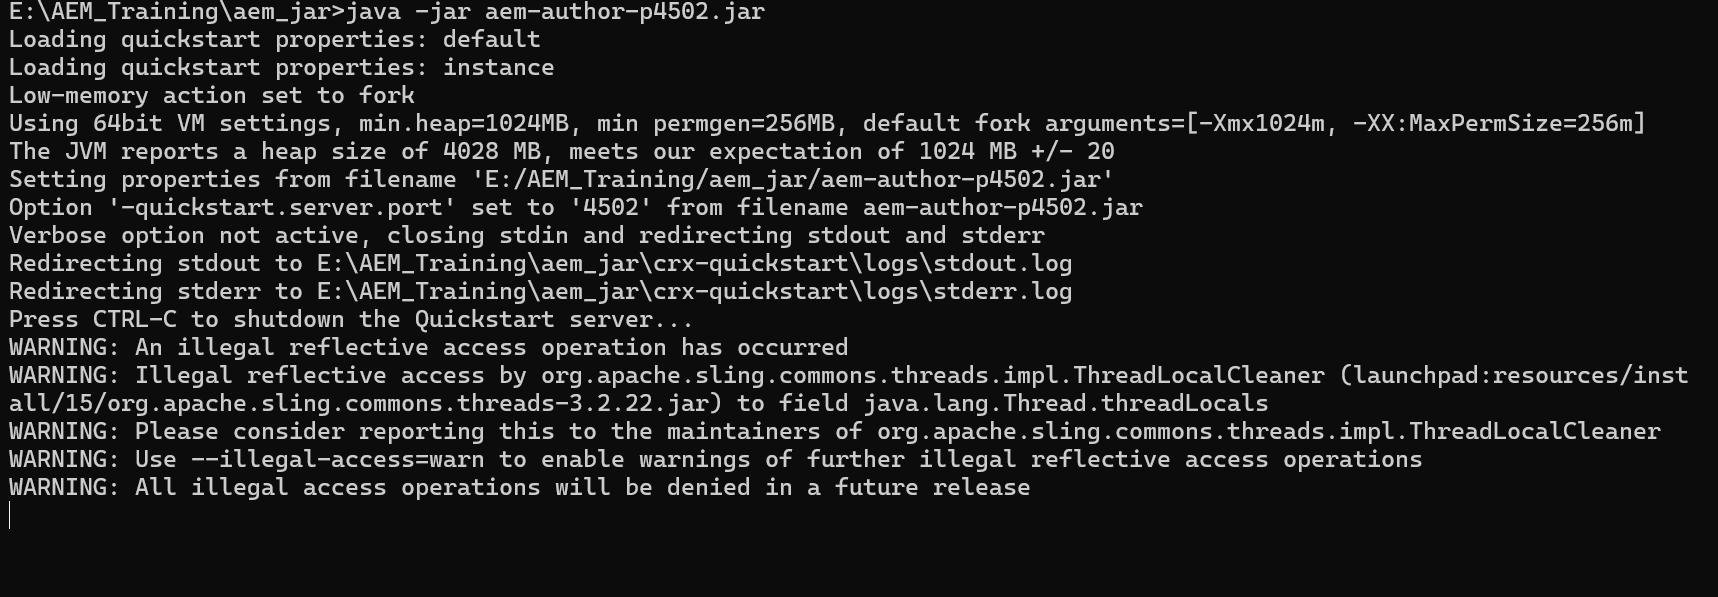 E:\AEM_Training\aem_jar>java -jar aem-author-p4502.jar
Loading quickstart properties: default
Loading quickstart properties: instance
Low-memory action set to fork
Using 64bit VM settings, min.heap=1024MB, min permgen=256MB, default fork arguments=[-Xmx1024m, -XX:MaxPermSize=256m]
The JVM reports a heap size of 4028 MB, meets our expectation of 1024 MB +/- 20
Setting properties from filename 'E:/AEM_Training/aem_jar/aem-author-p4502.jar'
Option '-quickstart.server.port' set to '4502' from filename aem-author-p4502.jar
Verbose option not active, closing stdin and redirecting stdout and stderr
Redirecting stdout to E:\AEM_Training\aem_jar\crx-quickstart\logs\stdout.log
Redirecting stderr to E:\AEM_Training\aem_jar\crx-quickstart\logs\stderr.log
Press CTRL-C to shutdown the Quickstart server...
WARNING: An illegal reflective access operation has occurred
WARNING: Illegal reflective access by org.apache.sling.commons.threads.impl.ThreadLocalCleaner (launchpad:resources/inst
all/15/org.apache.sling.commons.threads-3.2.22.jar) to field java.lang.Thread.threadLocals
WARNING: Please consider reporting this to the maintainers of org.apache.sling.commons.threads.impl.ThreadLocalCleaner
WARNING: Use --illegal-access=warn to enable warnings of further illegal reflective access operations
WARNING: All illegal access operations will be denied in a future release